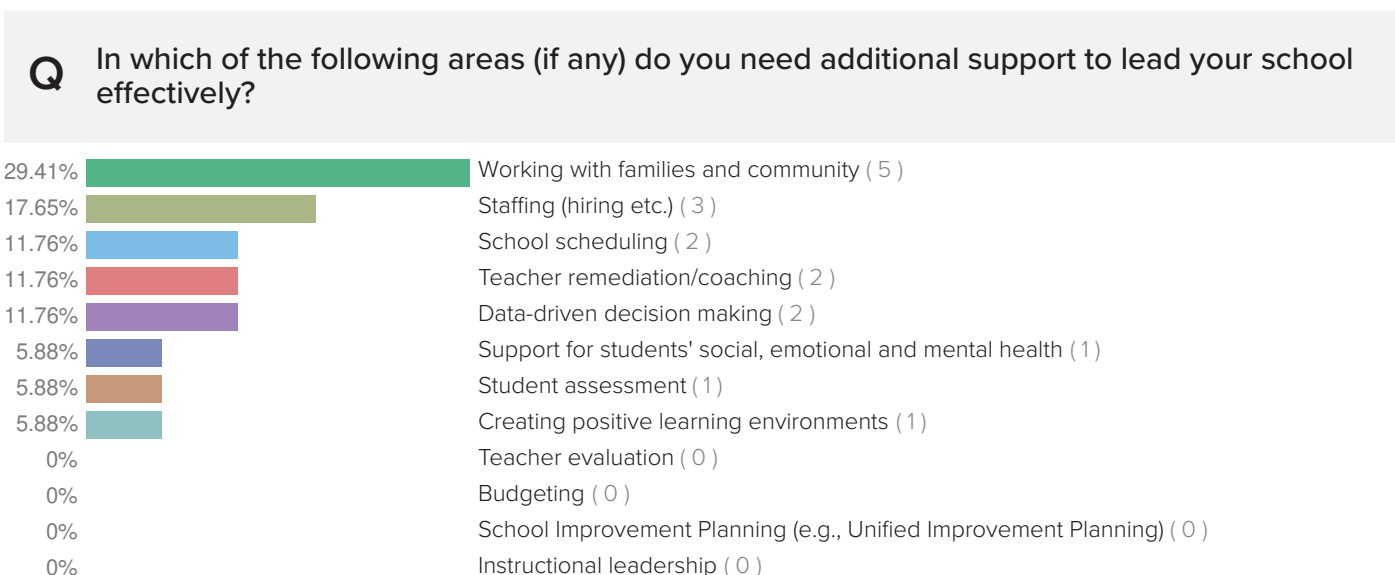 Q
In which of the following areas (if any) do you need additional support to lead your school
effectively?
29.41% Working with families and community ( 5 )
17.65% Staffing (hiring etc.) ( 3 )
11.76% School scheduling ( 2 )
11.76% Teacher remediation/coaching ( 2 )
11.76% Data-driven decision making ( 2 )
5.88% Support for students' social, emotional and mental health ( 1 )
5.88% Student assessment ( 1 )
5.88% Creating positive learning environments ( 1 )
0% Teacher evaluation ( 0 )
0% Budgeting ( 0 )
0% School Improvement Planning (e.g., Unified Improvement Planning) ( 0 )
0% Instructional leadership ( 0 )